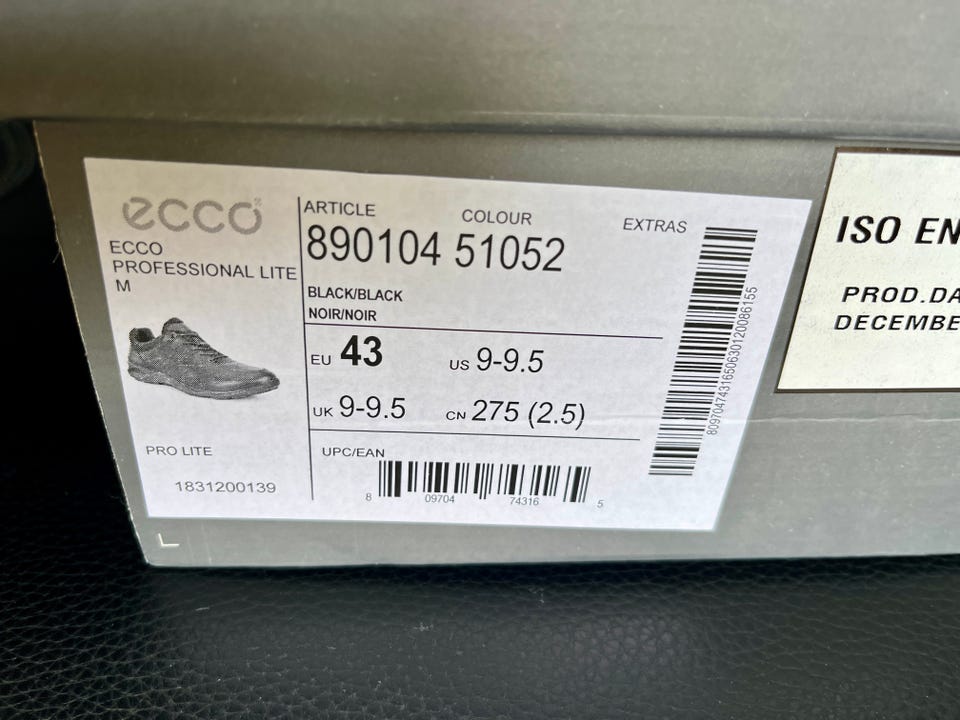 ecco
ECCO
PROFESSIONAL LITE
M
PRO LITE
1831200139
ARTICLE COLOUR EXTRAS
890104 51052
BLACK/BLACK
NOIR/NOIR
EU 43 US 9-9.5
UK 9-9.5 CN 275 (2.5)
UPC/EAN
8 09704 74316 5
8097047431650630120086155
ISO EN
PROD.DA
DECEMBE